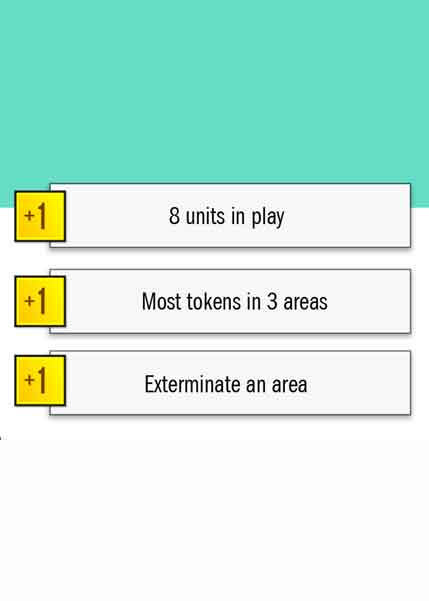 +1 8 units in play
+1 Most tokens in 3 areas
+1 Exterminate an area